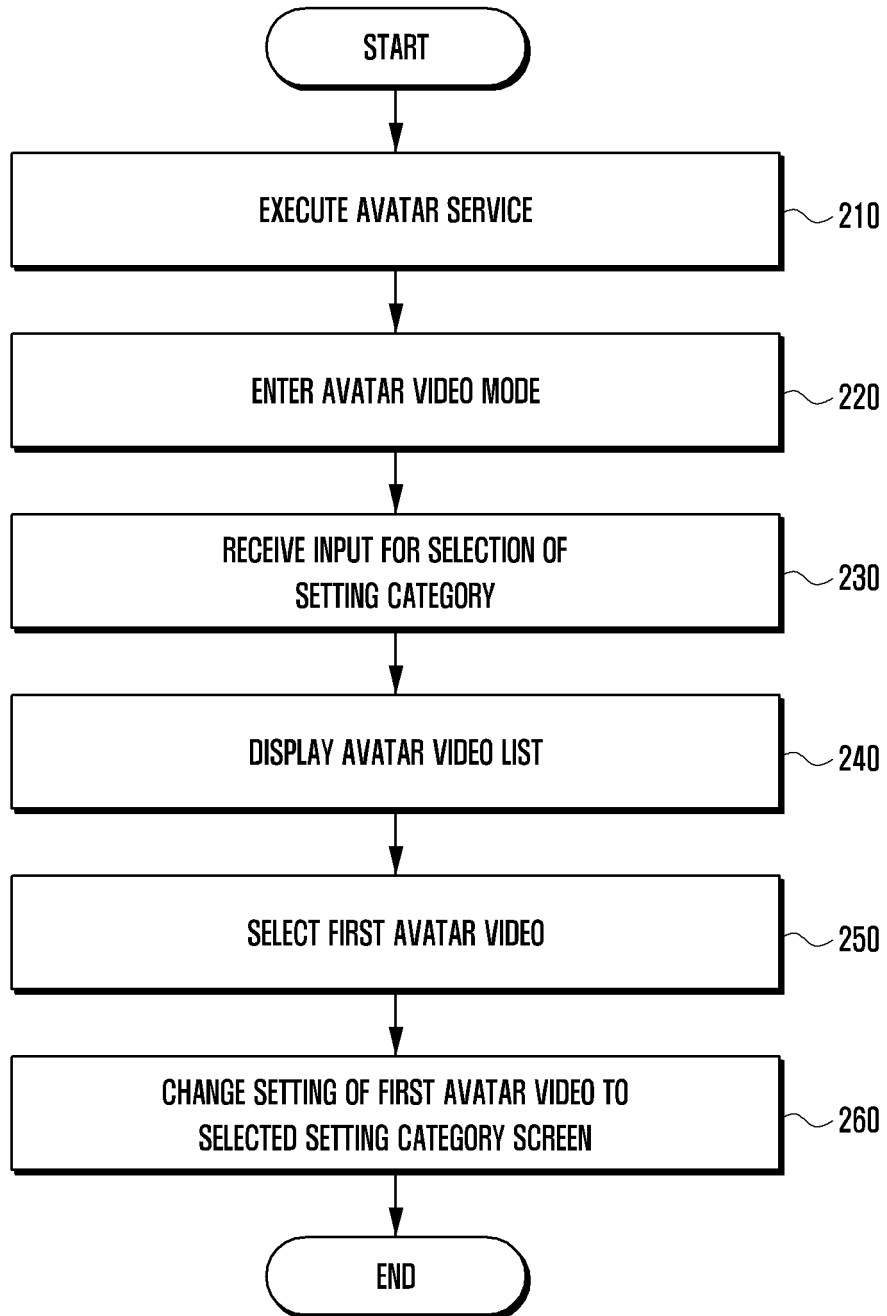 START
EXECUTE AVATAR SERVICE
210
ENTER AVATAR VIDEO MODE
220
RECEIVE INPUT FOR SELECTION OF
SETTING CATEGORY
230
DISPLAY AVATAR VIDEO LIST
240
SELECT FIRST AVATAR VIDEO
250
CHANGE SETTING OF FIRST AVATAR VIDEO TO
SELECTED SETTING CATEGORY SCREEN
260
END